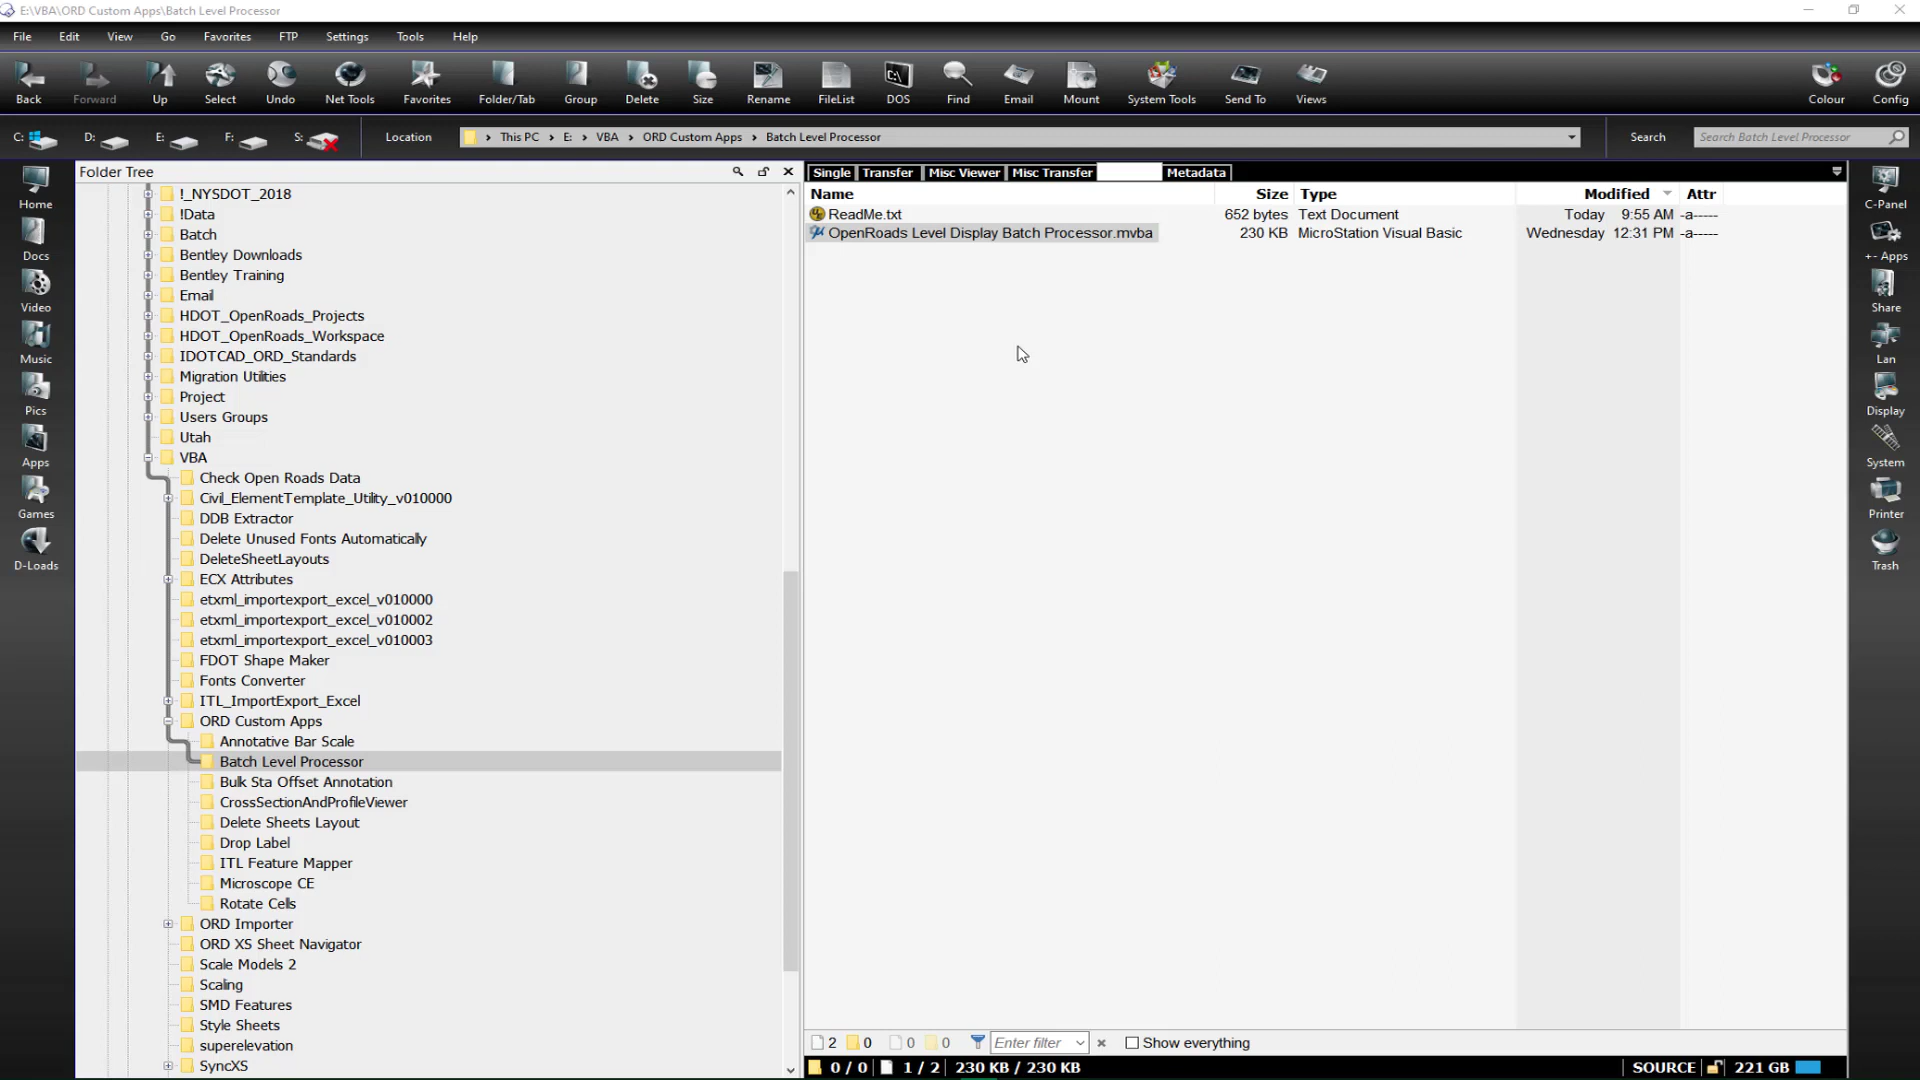 E:\VBA\ORD Custom Apps\Batch Level Processor
File Edit View Go Favorites FTP Settings Tools Help
Back Forward Up Select Undo Net Tools Favorites Folder/Tab Group Delete Size Rename FileList DOS Find Email Mount System Tools Send To Views Colour Config
C: D: E: F: S: Location This PC E: VBA ORD Custom Apps Batch Level Processor Search Search Batch Level Processor
Home
Docs
Video
Music
Pics
Apps
Games
D-Loads
Folder Tree
!_NYSDOT_2018
!Data
Batch
Bentley Downloads
Bentley Training
Email
HDOT_OpenRoads_Projects
HDOT_OpenRoads_Workspace
IDOTCAD_ORD_Standards
Migration Utilities
Project
Users Groups
Utah
VBA
Check Open Roads Data
Civil_ElementTemplate_Utility_v010000
DDB Extractor
Delete Unused Fonts Automatically
DeleteSheetLayouts
ECX Attributes
etxml_importexport_excel_v010000
etxml_importexport_excel_v010002
etxml_importexport_excel_v010003
FDOT Shape Maker
Fonts Converter
ITL_ImportExport_Excel
ORD Custom Apps
Annotative Bar Scale
Batch Level Processor
Bulk Sta Offset Annotation
CrossSectionAndProfileViewer
Delete Sheets Layout
Drop Label
ITL Feature Mapper
Microscope CE
Rotate Cells
ORD Importer
ORD XS Sheet Navigator
Scale Models 2
Scaling
SMD Features
Style Sheets
superelevation
SyncXS
Single Transfer Misc Viewer Misc Transfer Metadata
Name Size Type Modified Attr
ReadMe.txt 652 bytes Text Document Today 9:55 AM -a-----
OpenRoads Level Display Batch Processor.mvba 230 KB MicroStation Visual Basic Wednesday 12:31 PM -a-----
2 0 0 0 Enter filter Show everything
0 / 0 1 / 2 230 KB / 230 KB SOURCE 221 GB
C-Panel
+- Apps
Share
Lan
Display
System
Printer
Trash